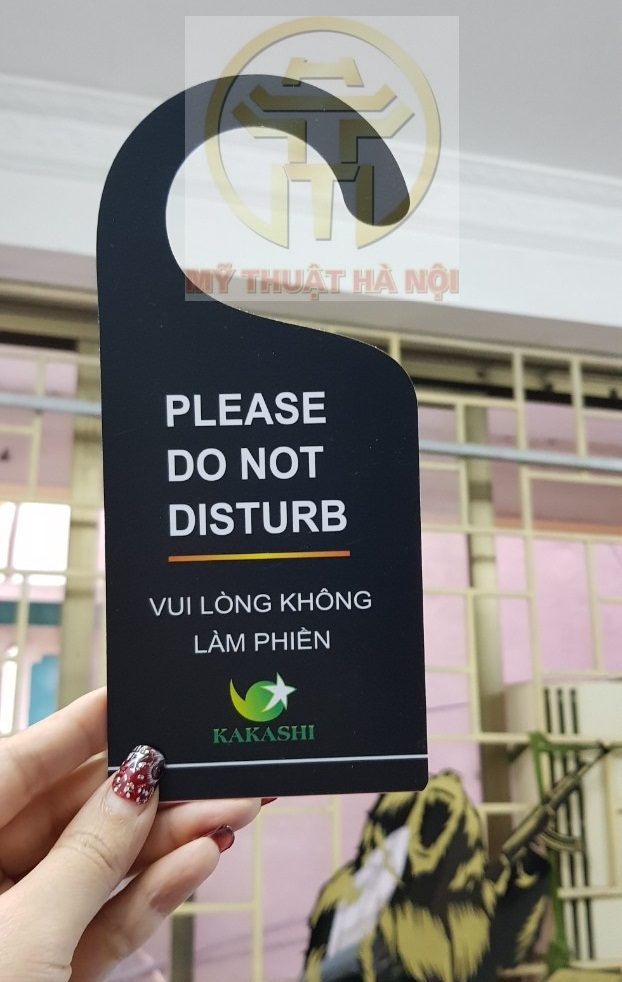 MỸ THUẬT HÀ NỘI
PLEASE
DO NOT
DISTURB
VUI LÒNG KHÔNG
LÀM PHIỀN
KAKASHI